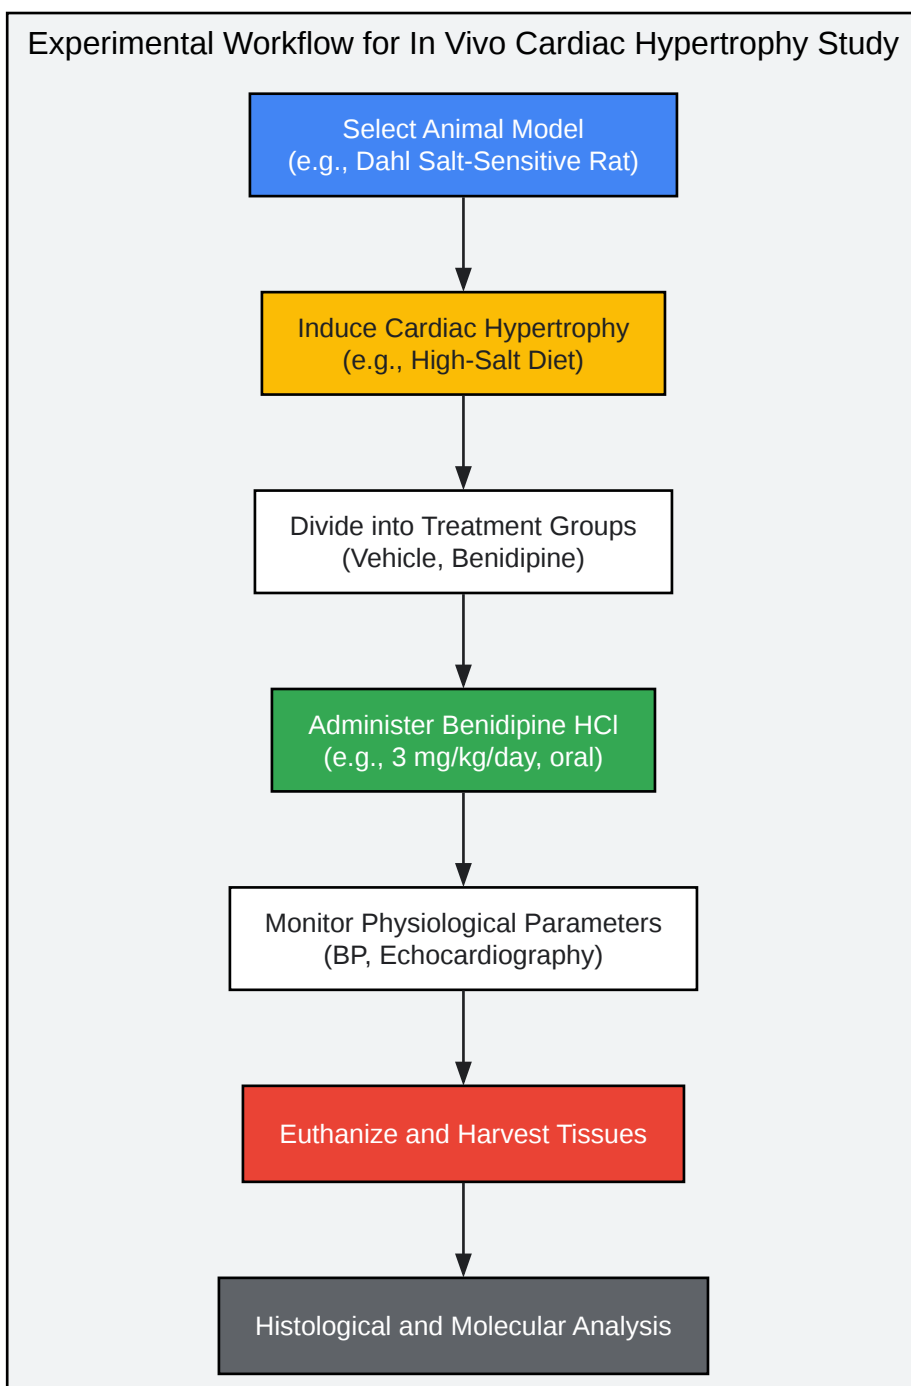 Experimental Workflow for In Vivo Cardiac Hypertrophy Study
Select Animal Model
(e.g., Dahl Salt-Sensitive Rat)
Induce Cardiac Hypertrophy
(e.g., High-Salt Diet)
Divide into Treatment Groups
(Vehicle, Benidipine)
Administer Benidipine HCl
(e.g., 3 mg/kg/day, oral)
Monitor Physiological Parameters
(BP, Echocardiography)
Euthanize and Harvest Tissues
Histological and Molecular Analysis